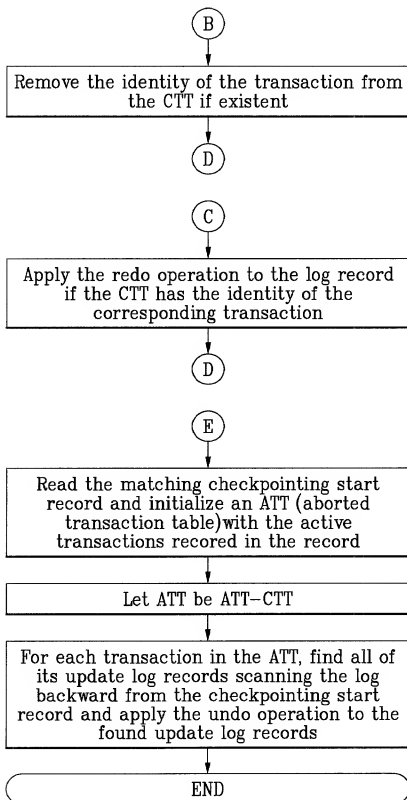 B
Remove the identity of the transaction from
the CTT if existent
D
C
Apply the redo operation to the log record
if the CTT has the identity of the
corresponding transaction
D
E
Read the matching checkpointing start
record and initialize an ATT (aborted
transaction table)with the active
transactions recored in the record
Let ATT be ATT-CTT
For each transaction in the ATT, find all of
its update log records scanning the log
backward from the checkpointing start
record and apply the undo operation to the
found update log records
END